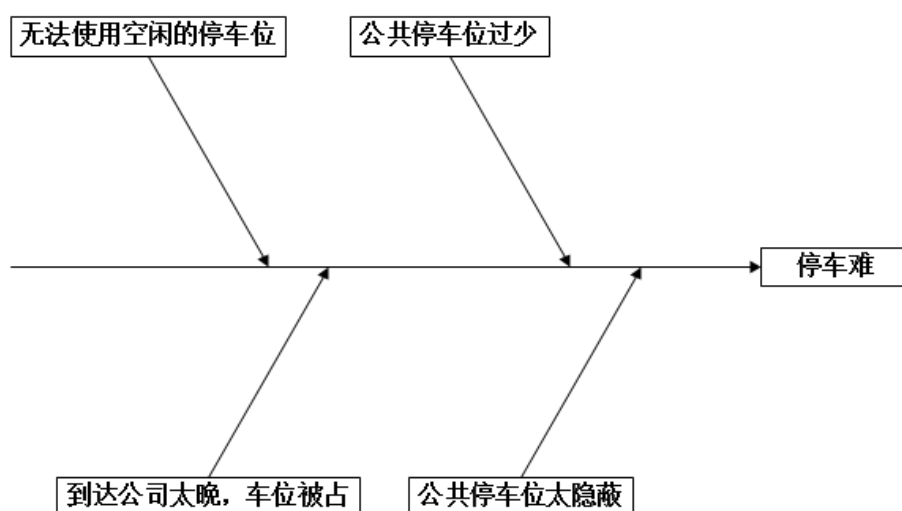 无法使用空闲的停车位
公共停车位过少
停车难
到达公司太晚，车位被占
公共停车位太隐蔽